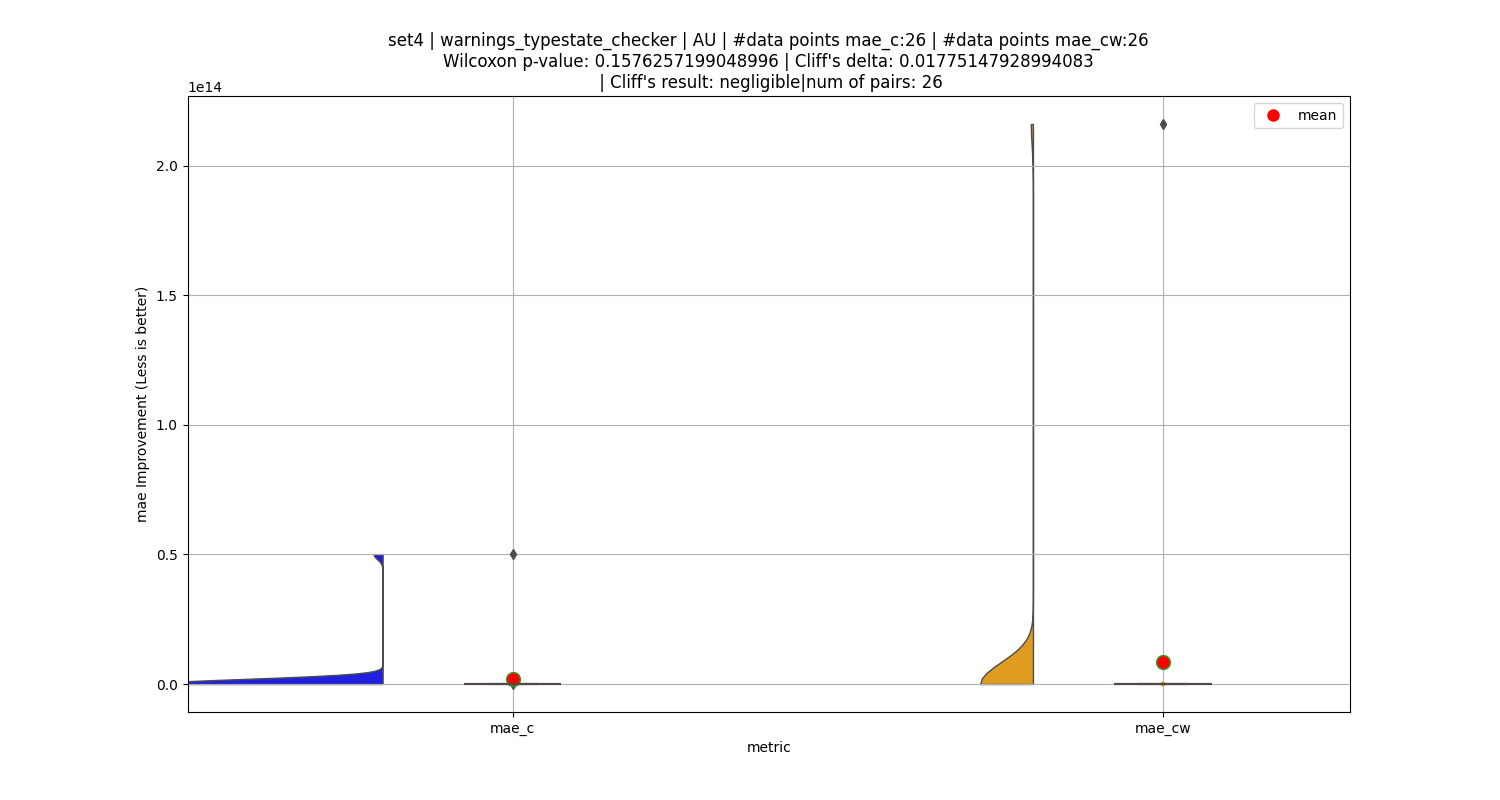 set4 | warnings_typestate_checker | AU | #data points mae_c:26 | #data points mae_cw:26
Wilcoxon p-value: 0.1576257199048996 | Cliff's delta: 0.01775147928994083
| Cliff's result: negligible|num of pairs: 26
1e14
mean
2.0
1.5
1.0
0.5
0.0
mae Improvement (Less is better)
mae_c
mae_cw
metric